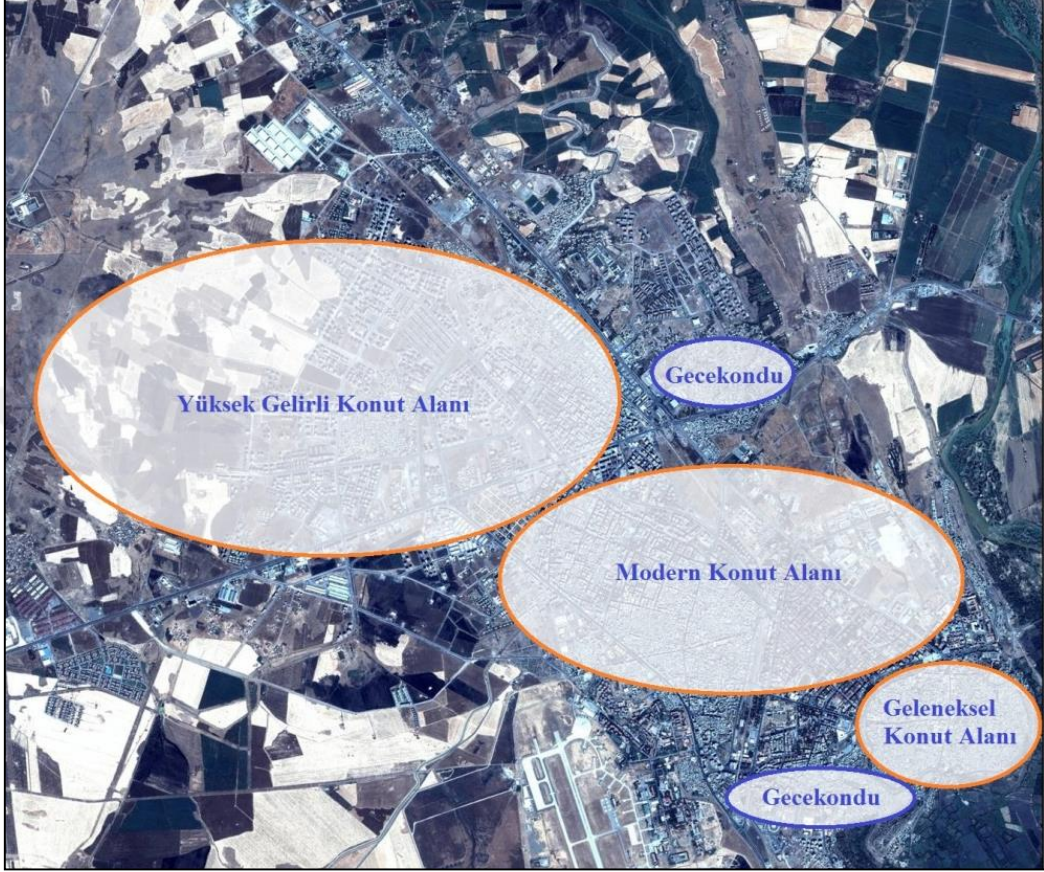 Gecekondu
Yüksek Gelirli Konut Alanı
Modern Konut Alanı
Geleneksel
Konut Alanı
Gecekondu